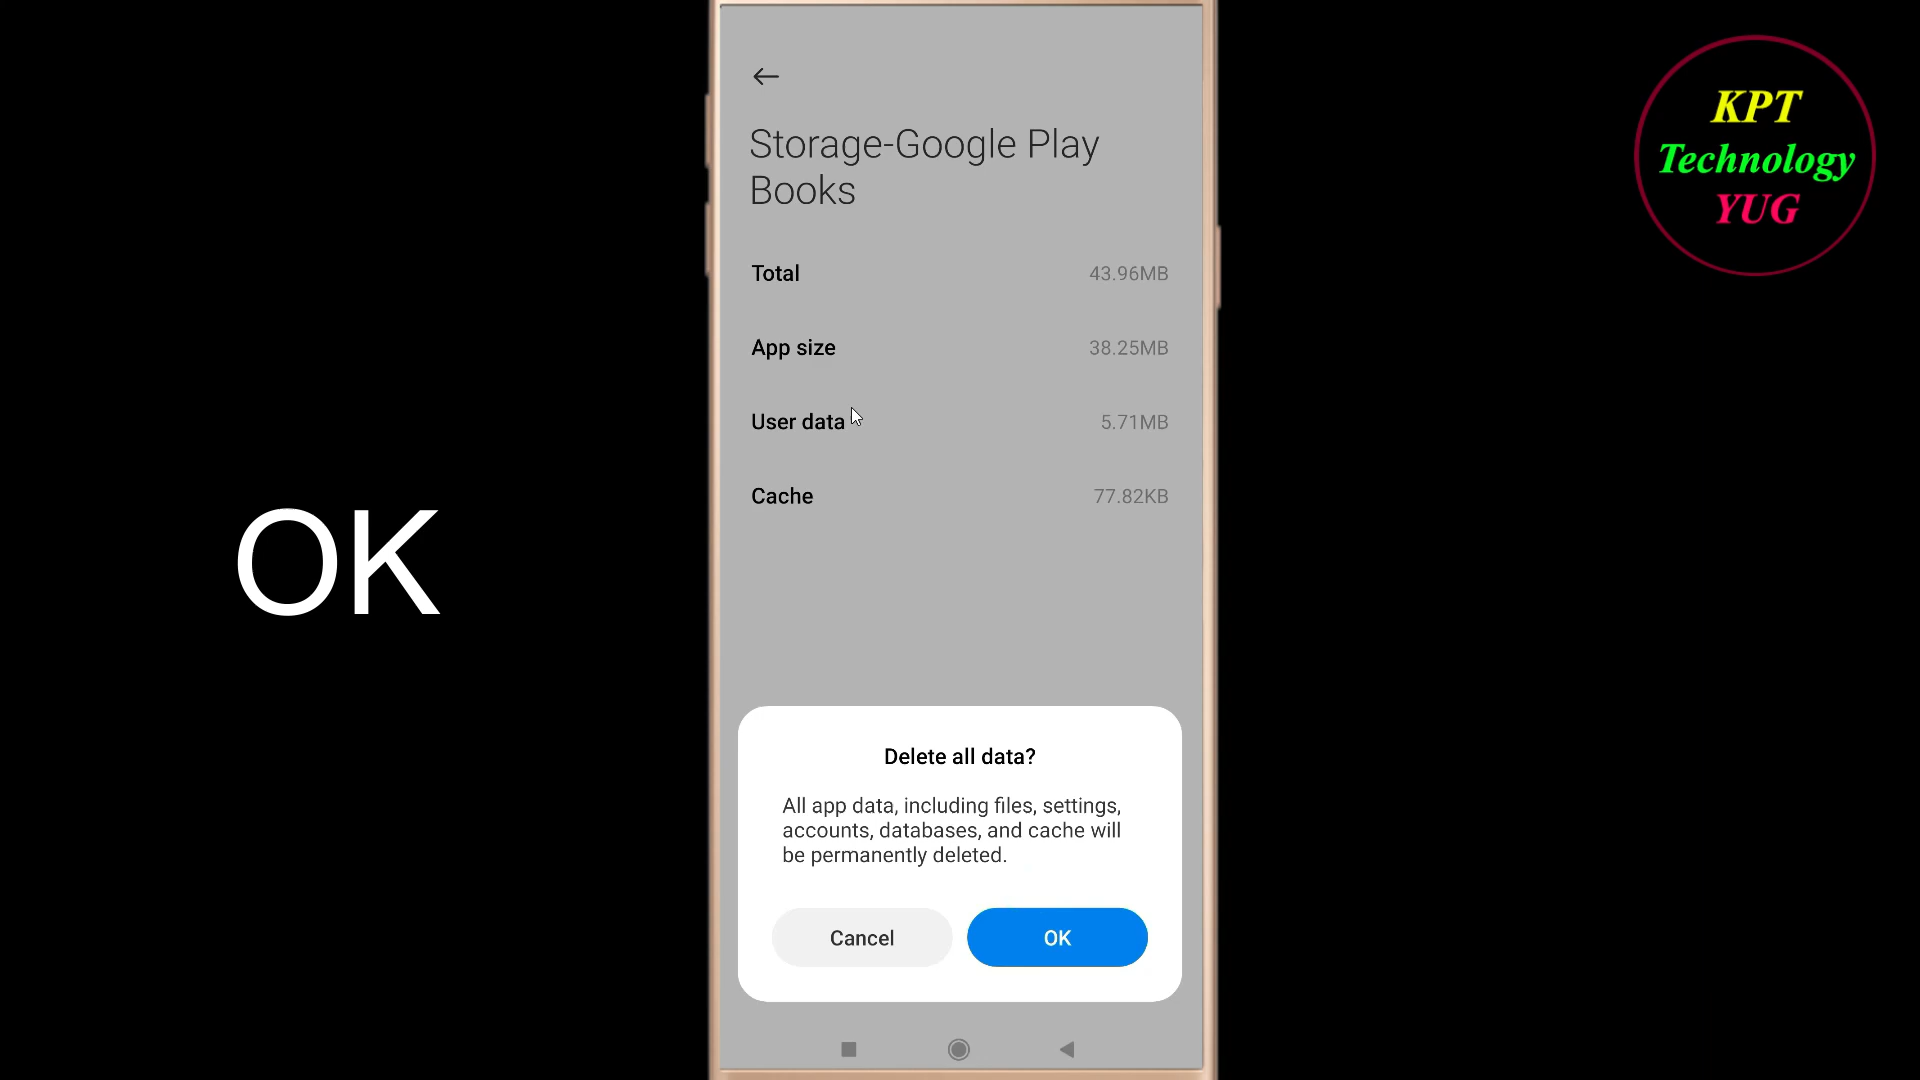 KPT
Technology
YUG
Storage-Google Play
Books
Total 43.96MB
App size 38.25MB
User data 5.71MB
Cache 77.82KB
OK
Delete all data?
All app data, including files, settings,
accounts, databases, and cache will
be permanently deleted.
Cancel OK